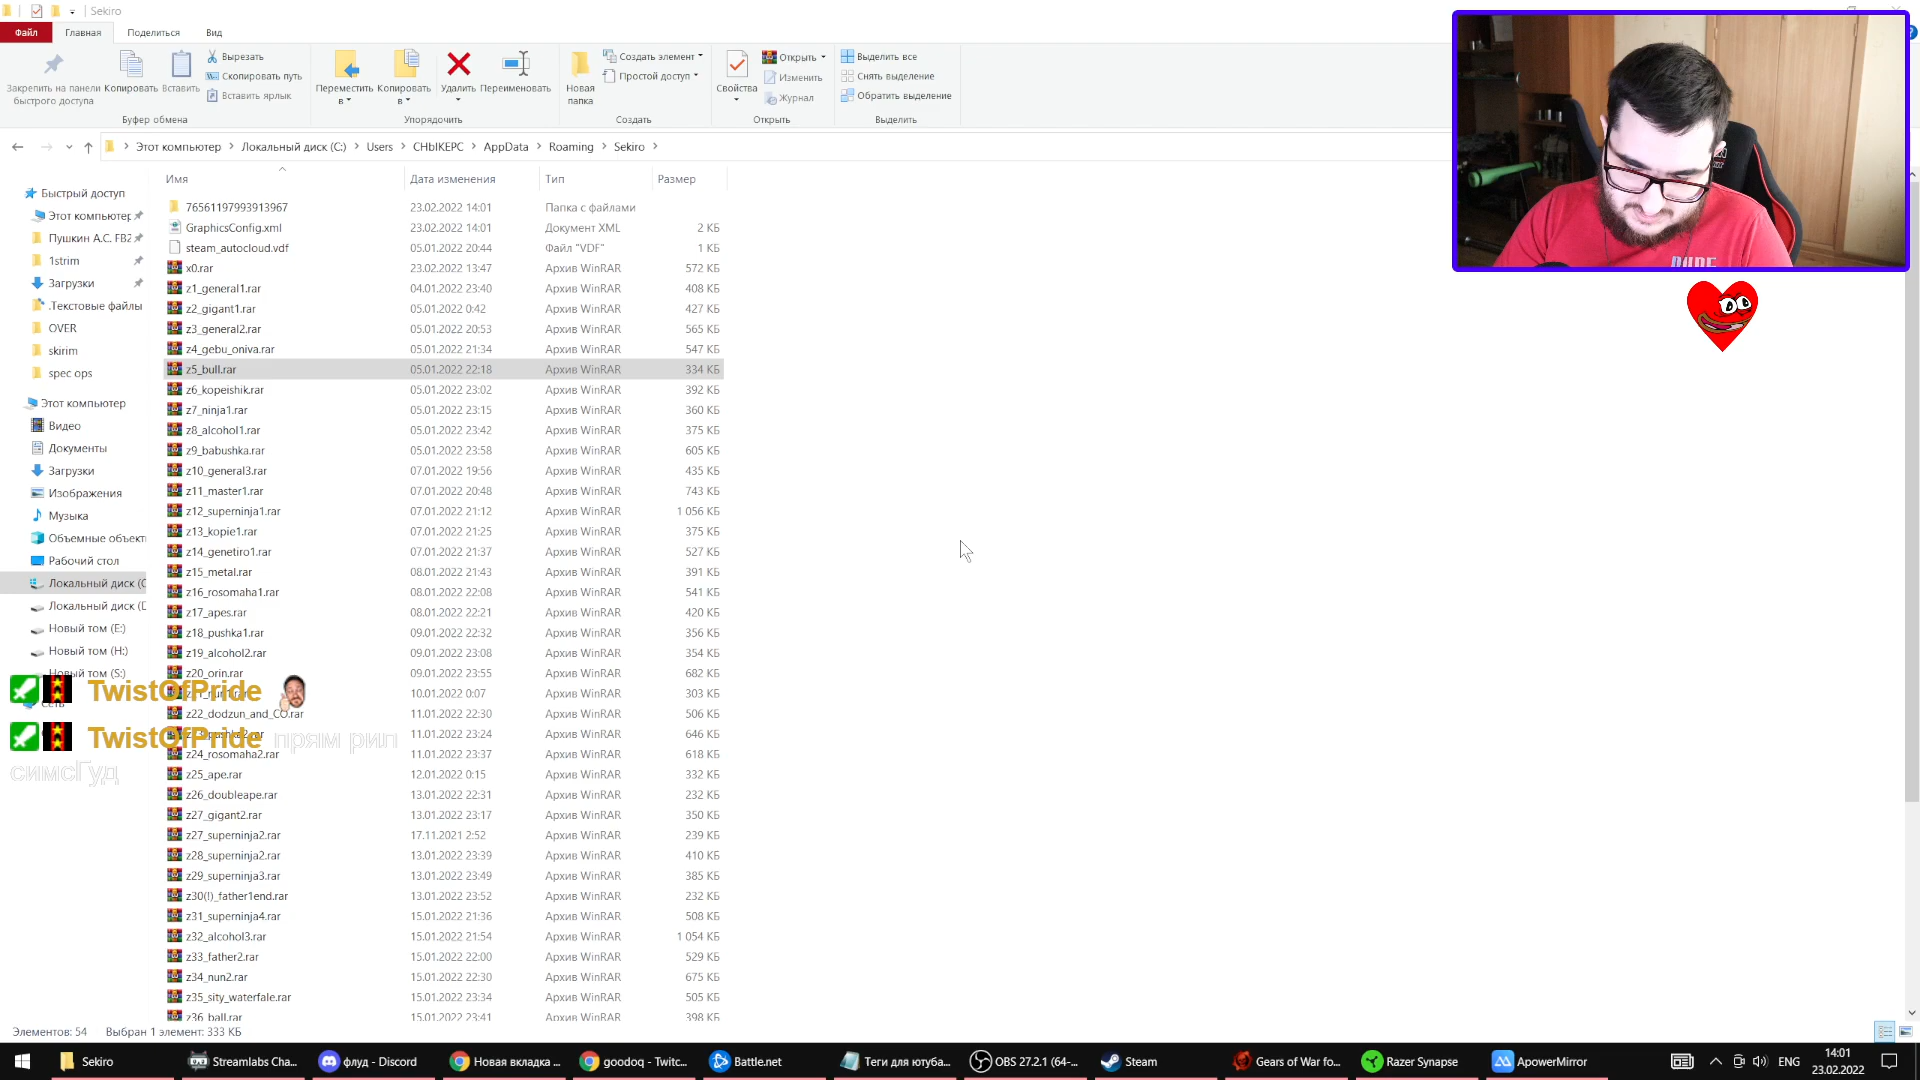 Sekiro
Файл Главная Поделиться Вид
Закрепить на панели быстрого доступа
Копировать
Вставить
Вырезать
Скопировать путь
Вставить ярлык
Буфер обмена
Переместить в
Копировать в
Удалить
Переименовать
Упорядочить
Новая папка
Создать элемент
Простой доступ
Создать
Свойства
Открыть
Изменить
Журнал
Открыть
Выделить все
Снять выделение
Обратить выделение
Выделить
Этот компьютер Локальный диск (C:) Users СНЫКЕРС AppData Roaming Sekiro
Быстрый доступ
Этот компьютер
Пушкин А.С. FB2
1strim
Загрузки
.Текстовые файлы
OVER
skirim
spec ops
Этот компьютер
Видео
Документы
Загрузки
Изображения
Музыка
Объемные объект
Рабочий стол
Локальный диск (C
Локальный диск (D
Новый том (E:)
Новый том (H:)
Новый том (S:)
Сеть
Имя Дата изменения Тип Размер
76561197993913967 23.02.2022 14:01 Папка с файлами
GraphicsConfig.xml 23.02.2022 14:01 Документ XML 2 КБ
steam_autocloud.vdf 05.01.2022 20:44 Файл "VDF" 1 КБ
x0.rar 23.02.2022 13:47 Архив WinRAR 572 КБ
z1_general1.rar 04.01.2022 23:40 Архив WinRAR 408 КБ
z2_gigant1.rar 05.01.2022 0:42 Архив WinRAR 427 КБ
z3_general2.rar 05.01.2022 20:53 Архив WinRAR 565 КБ
z4_gebu_oniva.rar 05.01.2022 21:34 Архив WinRAR 547 КБ
z5_bull.rar 05.01.2022 22:18 Архив WinRAR 334 КБ
z6_kopeishik.rar 05.01.2022 23:02 Архив WinRAR 392 КБ
z7_ninja1.rar 05.01.2022 23:15 Архив WinRAR 360 КБ
z8_alcohol1.rar 05.01.2022 23:42 Архив WinRAR 375 КБ
z9_babushka.rar 05.01.2022 23:58 Архив WinRAR 605 КБ
z10_general3.rar 07.01.2022 19:56 Архив WinRAR 435 КБ
z11_master1.rar 07.01.2022 20:48 Архив WinRAR 743 КБ
z12_superninja1.rar 07.01.2022 21:12 Архив WinRAR 1 056 КБ
z13_kopie1.rar 07.01.2022 21:25 Архив WinRAR 375 КБ
z14_genetiro1.rar 07.01.2022 21:37 Архив WinRAR 527 КБ
z15_metal.rar 08.01.2022 21:43 Архив WinRAR 391 КБ
z16_rosomaha1.rar 08.01.2022 22:08 Архив WinRAR 541 КБ
z17_apes.rar 08.01.2022 22:21 Архив WinRAR 420 КБ
z18_pushka1.rar 09.01.2022 22:32 Архив WinRAR 356 КБ
z19_alcohol2.rar 09.01.2022 23:08 Архив WinRAR 354 КБ
z20_orin.rar 09.01.2022 23:55 Архив WinRAR 682 КБ
10.01.2022 0:07 Архив WinRAR 303 КБ
z22_dodzun_and_CO.rar 11.01.2022 22:30 Архив WinRAR 506 КБ
11.01.2022 23:24 Архив WinRAR 646 КБ
z24_rosomaha2.rar 11.01.2022 23:37 Архив WinRAR 618 КБ
z25_ape.rar 12.01.2022 0:15 Архив WinRAR 332 КБ
z26_doubleape.rar 13.01.2022 22:31 Архив WinRAR 232 КБ
z27_gigant2.rar 13.01.2022 23:17 Архив WinRAR 350 КБ
z27_superninja2.rar 17.11.2021 2:52 Архив WinRAR 239 КБ
z28_superninja2.rar 13.01.2022 23:39 Архив WinRAR 410 КБ
z29_superninja3.rar 13.01.2022 23:49 Архив WinRAR 385 КБ
z30(!)_father1end.rar 13.01.2022 23:52 Архив WinRAR 232 КБ
z31_superninja4.rar 15.01.2022 21:36 Архив WinRAR 508 КБ
z32_alcohol3.rar 15.01.2022 21:54 Архив WinRAR 1 054 КБ
z33_father2.rar 15.01.2022 22:00 Архив WinRAR 529 КБ
z34_nun2.rar 15.01.2022 22:30 Архив WinRAR 675 КБ
z35_sity_waterfale.rar 15.01.2022 23:34 Архив WinRAR 505 КБ
z36_ball.rar 15.01.2022 23:41 Архив WinRAR 398 КБ
TwistOfPride
TwistOfPride прям рип
симсГуд
Элементов: 54 Выбран 1 элемент: 333 КБ
Sekiro
Streamlabs Cha...
флуд - Discord
Новая вкладка ...
goodoq - Twitc...
Battle.net
Теги для ютуба...
OBS 27.2.1 (64-...
Steam
Gears of War fo...
Razer Synapse
ApowerMirror
ENG
14:01
23.02.2022